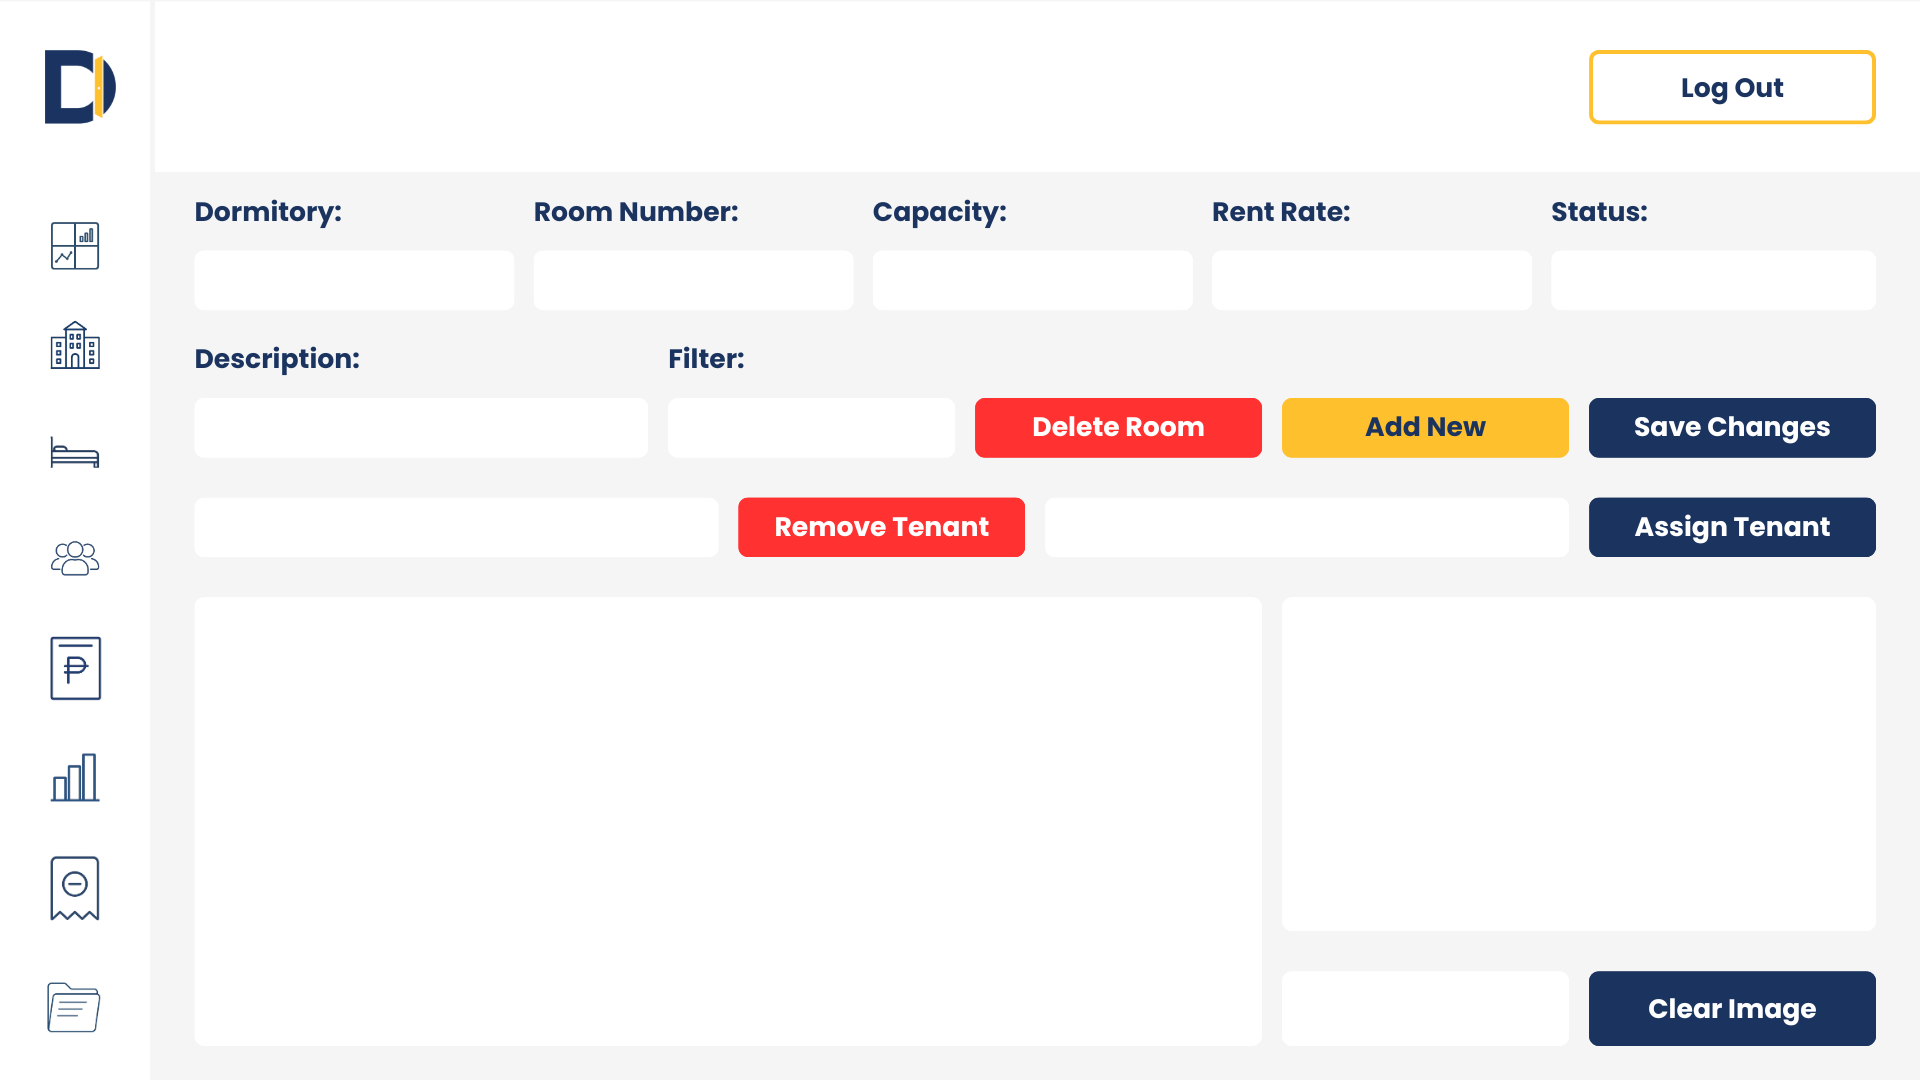 Log Out
Dormitory:
Room Number:
Capacity:
Rent Rate:
Status:
Description:
Filter:
Delete Room
Add New
Save Changes
Remove Tenant
Assign Tenant
Clear Image